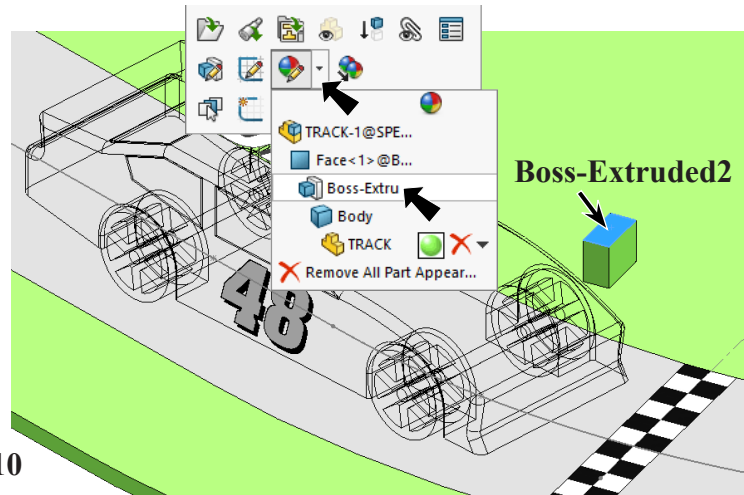 TRACK-1@SPE...
Face<1>@B...
Boss-Extru
Body
TRACK
Remove All Part Appear...
Boss-Extruded2
48
10